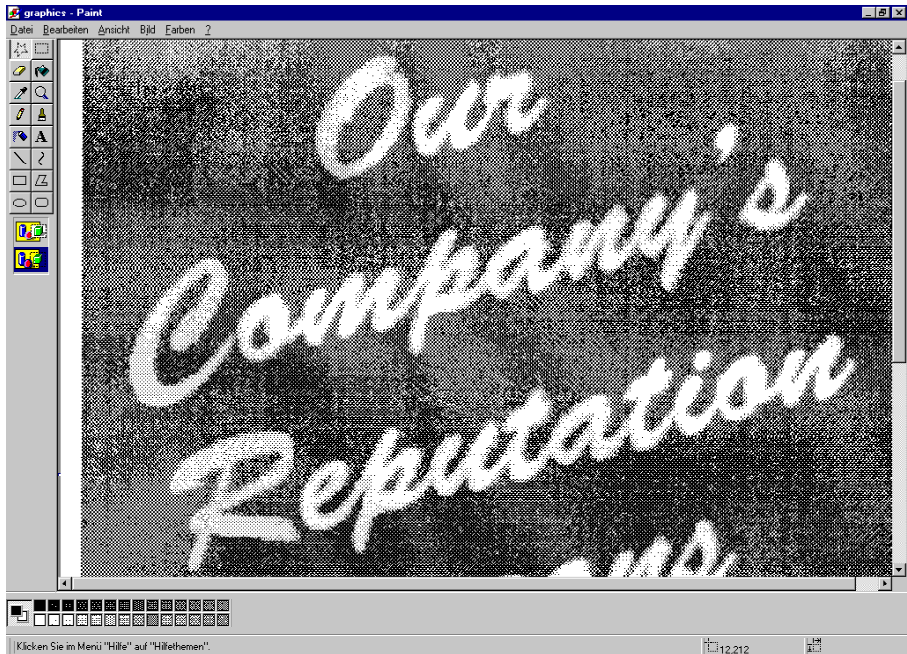 graphics - Paint
Datei Bearbeiten Ansicht Bild Farben ?
A
Our
Company's
Reputation
Klicken Sie im Menü "Hilfe" auf "Hilfethemen".
12,212